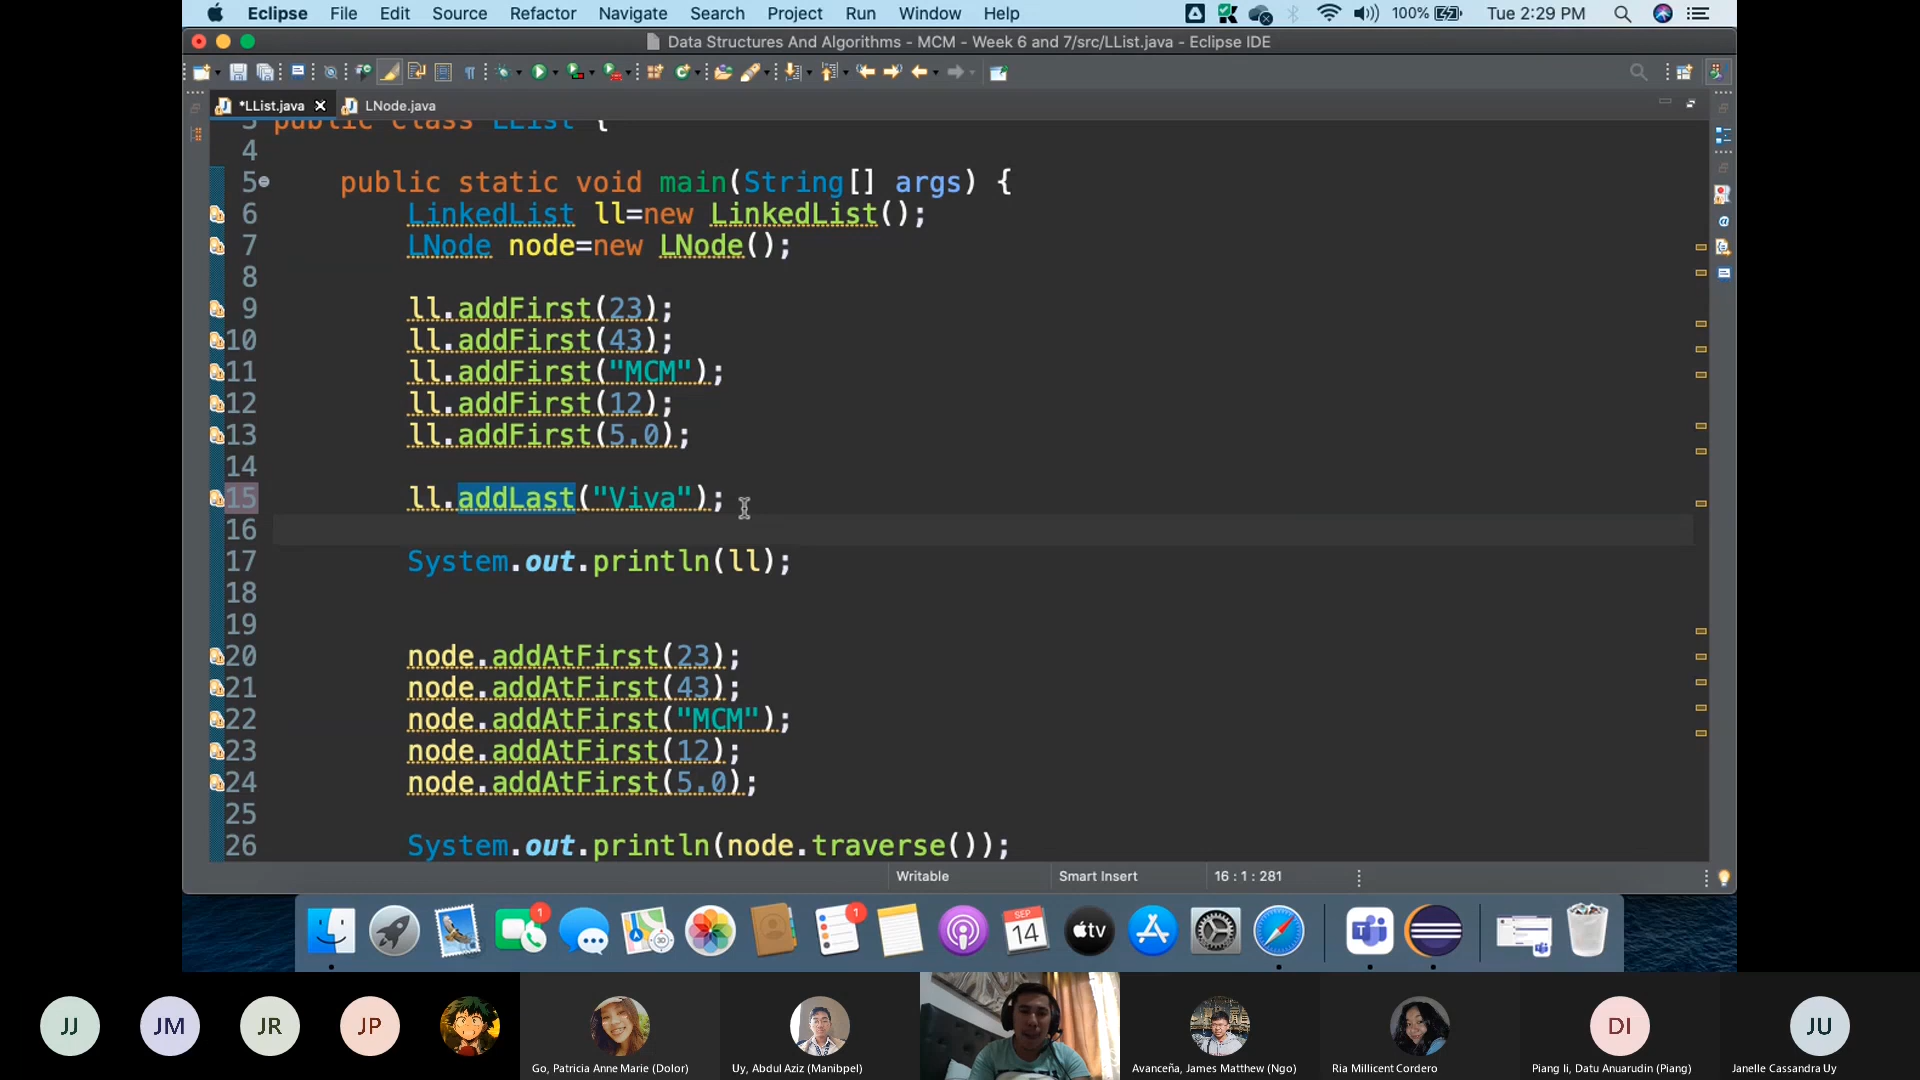 Eclipse File Edit Source Refactor Navigate Search Project Run Window Help 100% Tue 2:29 PM
Data Structures And Algorithms - MCM - Week 6 and 7/src/LList.java - Eclipse IDE
*LList.java LNode.java
3 public class LList {
4
5 public static void main(String[] args) {
6 LinkedList ll=new LinkedList();
7 LNode node=new LNode();
8
9 ll.addFirst(23);
10 ll.addFirst(43);
11 ll.addFirst("MCM");
12 ll.addFirst(12);
13 ll.addFirst(5.0);
14
15 ll.addLast("Viva");
16
17 System.out.println(ll);
18
19
20 node.addAtFirst(23);
21 node.addAtFirst(43);
22 node.addAtFirst("MCM");
23 node.addAtFirst(12);
24 node.addAtFirst(5.0);
25
26 System.out.println(node.traverse());
Writable Smart Insert 16 : 1 : 281
1 1 SEP 14 tv
JJ JM JR JP DI JU
Go, Patricia Anne Marie (Dolor) Uy, Abdul Aziz (Manibpel) Avanceña, James Matthew (Ngo) Ria Millicent Cordero Piang Ii, Datu Anuarudin (Piang) Janelle Cassandra Uy